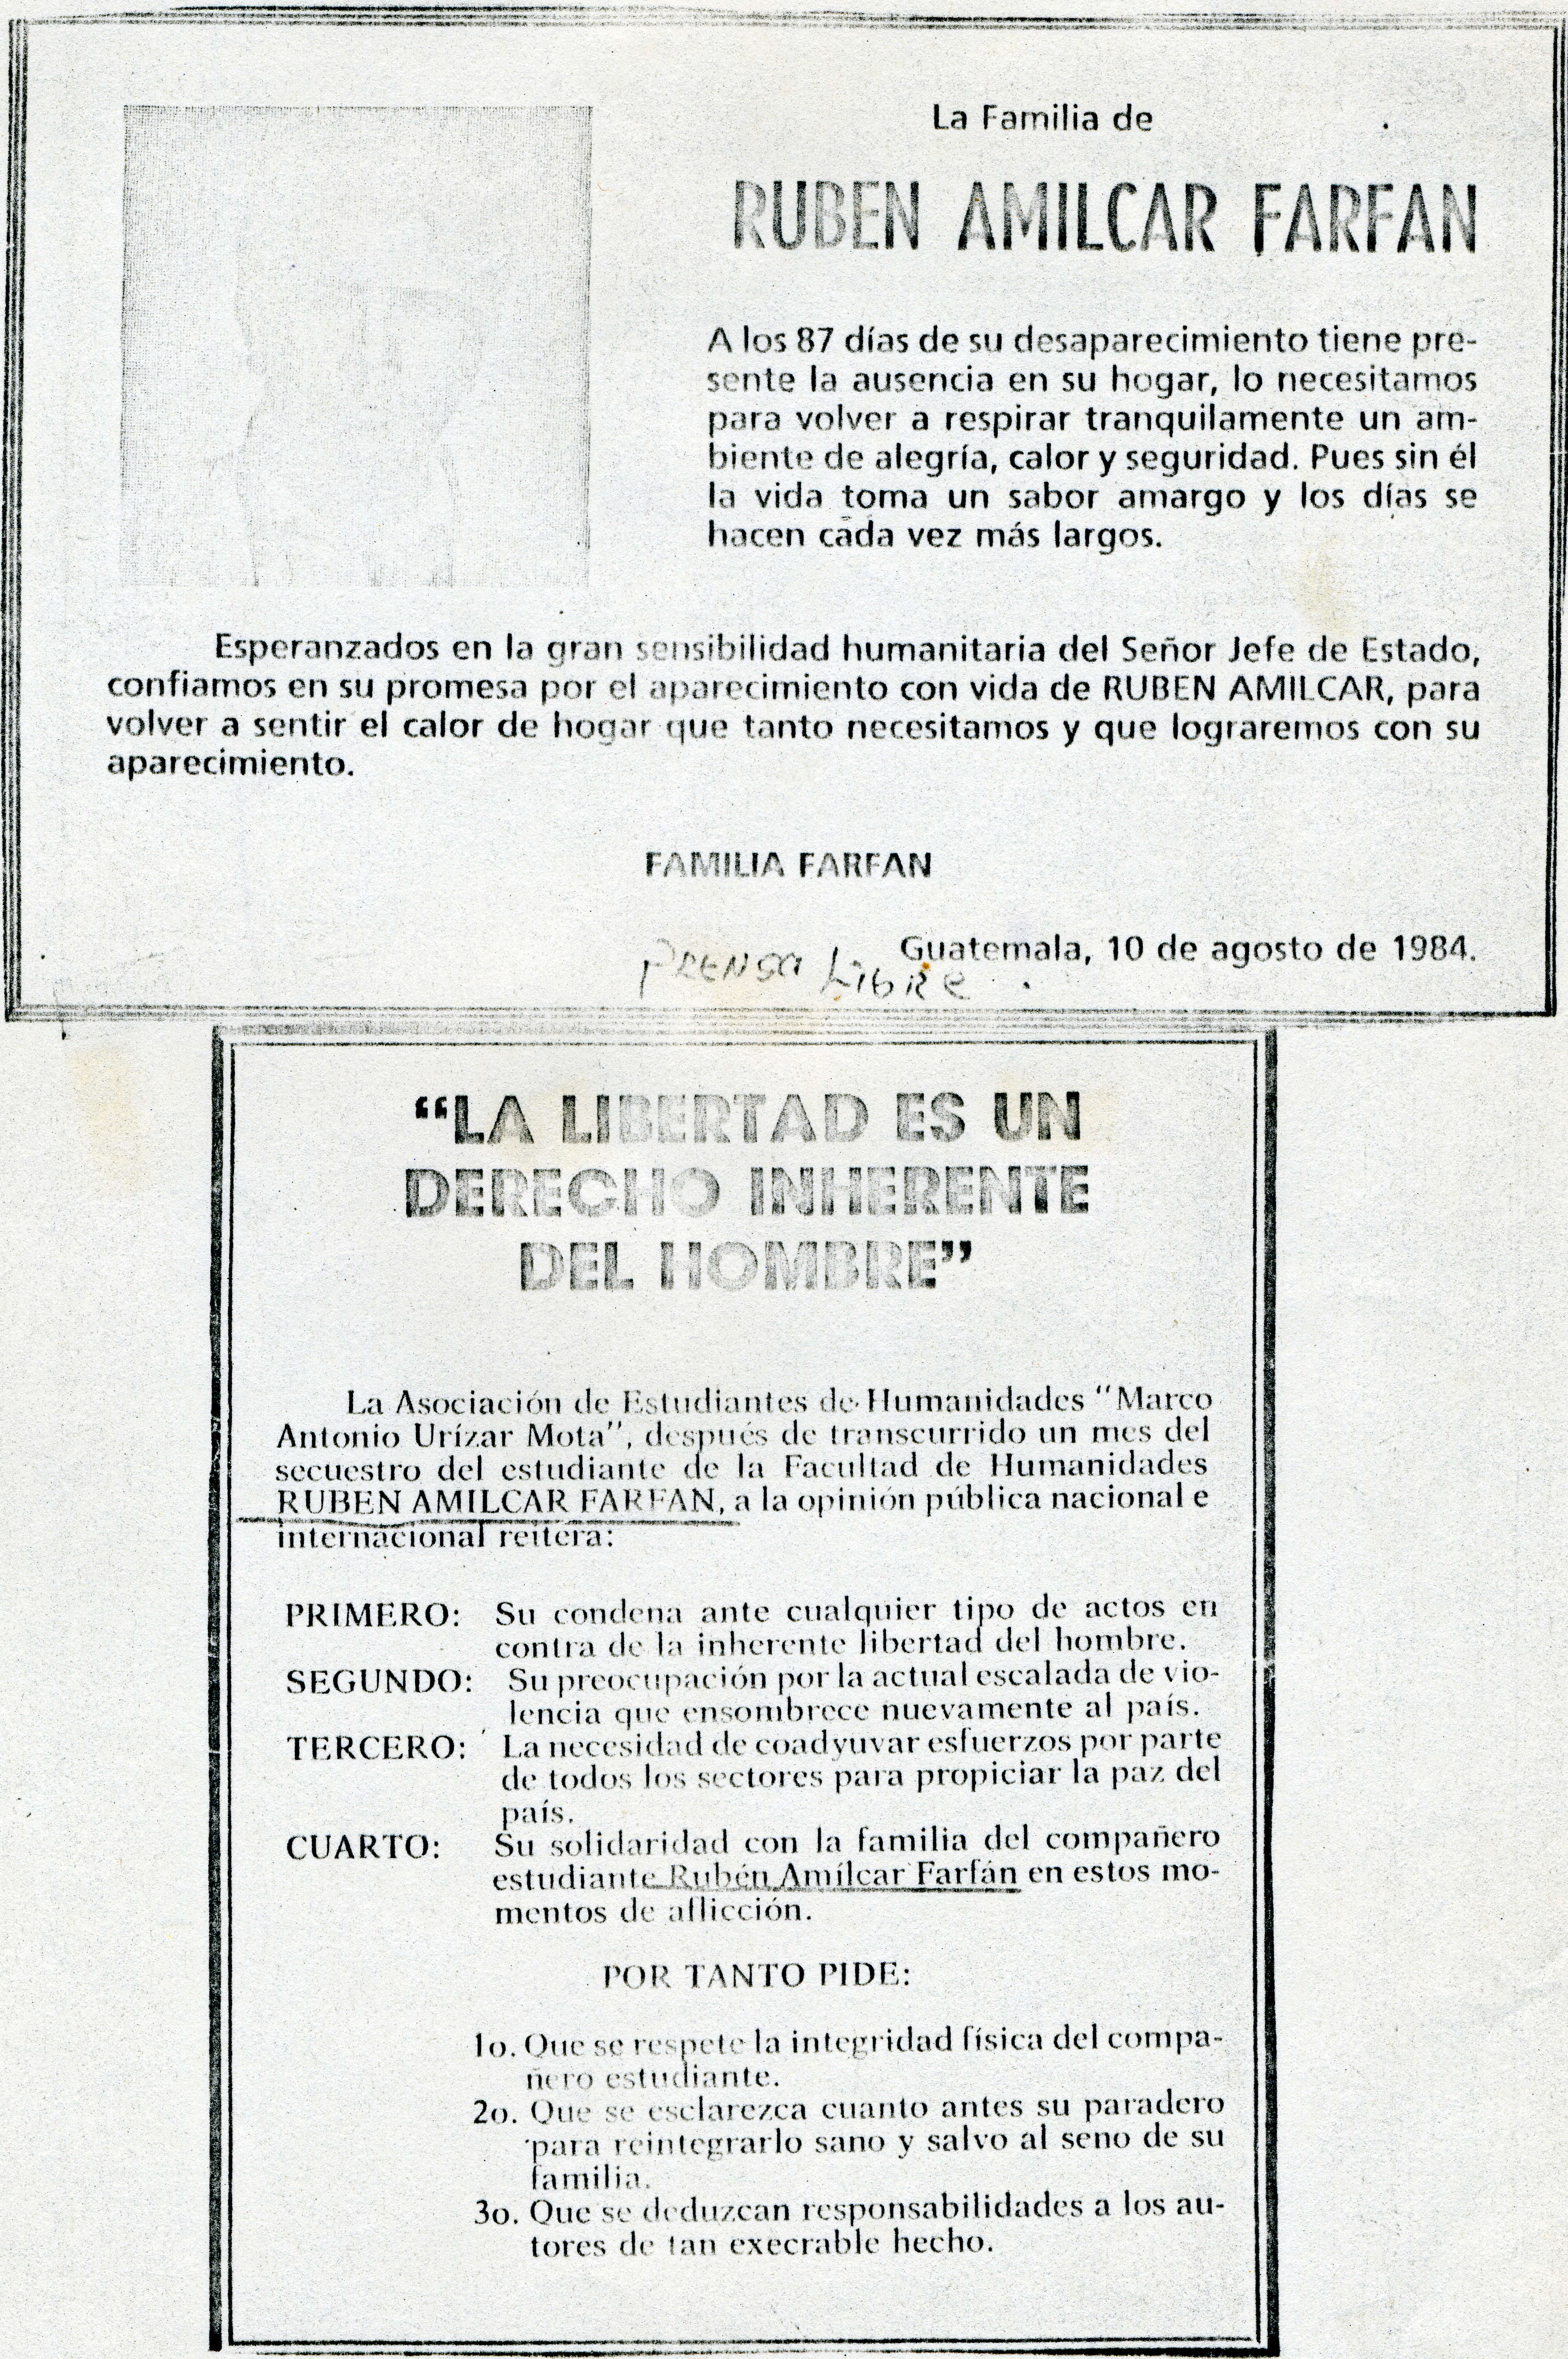 La Familia de
RUBEN AMILCAR FARFAN
A los 87 días de su desaparecimiento tiene pre-
sente la ausencia en su hogar, lo necesitamos
para volver a respirar tranquilamente un am-
biente de alegría, calor y seguridad. Pues sin él
la vida toma un sabor amargo y los días se
hacen cada vez más largos.
Esperanzados en la gran sensibilidad humanitaria del Señor Jefe de Estado,
confiamos en su promesa por el aparecimiento con vida de RUBEN AMILCAR, para
volver a sentir el calor de hogar que tanto necesitamos y que lograremos con su
aparecimiento.
FAMILIA FARFAN
Guatemala, 10 de agosto de 1984.
PRENSA LibRe
“LA LIBERTAD ES UN
DERECHO INHERENTE
DEL HOMBRE”
La Asociación de Estudiantes de Humanidades “Marco
Antonio Urízar Mota”, después de transcurrido un mes del
secuestro del estudiante de la Facultad de Humanidades
RUBEN AMILCAR FARFAN, a la opinión pública nacional e
internacional reitera:
PRIMERO: Su condena ante cualquier tipo de actos en
contra de la inherente libertad del hombre.
SEGUNDO: Su preocupación por la actual escalada de vio-
lencia que ensombrece nuevamente al país.
TERCERO: La necesidad de coadyuvar esfuerzos por parte
de todos los sectores para propiciar la paz del
país.
CUARTO: Su solidaridad con la familia del compañero
estudiante Rubén Amílcar Farfán en estos mo-
mentos de aflicción.
POR TANTO PIDE:
1o. Que se respete la integridad física del compa-
ñero estudiante.
2o. Que se esclarezca cuanto antes su paradero
para reintegrarlo sano y salvo al seno de su
familia.
3o. Que se deduzcan responsabilidades a los au-
tores de tan execrable hecho.